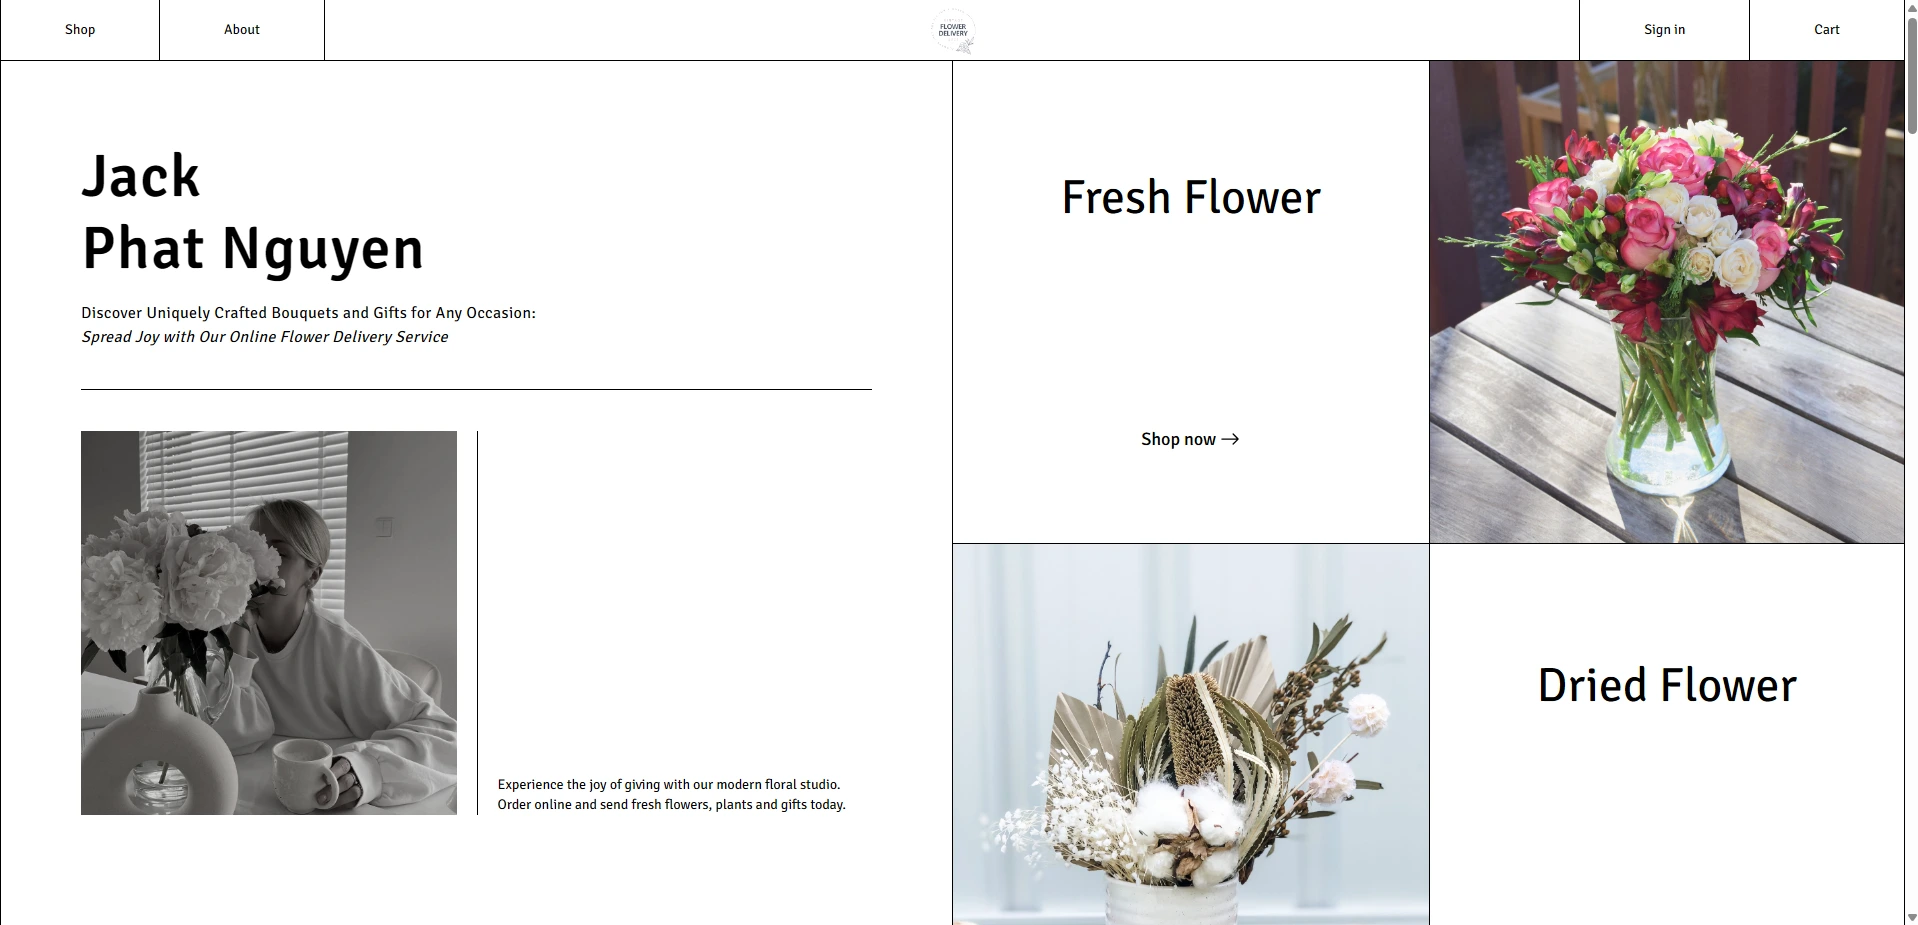 Shop
About
FLOWER
DELIVERY
Sign in
Cart
Jack
Phat Nguyen
Discover Uniquely Crafted Bouquets and Gifts for Any Occasion:
Spread Joy with Our Online Flower Delivery Service
Experience the joy of giving with our modern floral studio.
Order online and send fresh flowers, plants and gifts today.
Fresh Flower
Shop now →
Dried Flower